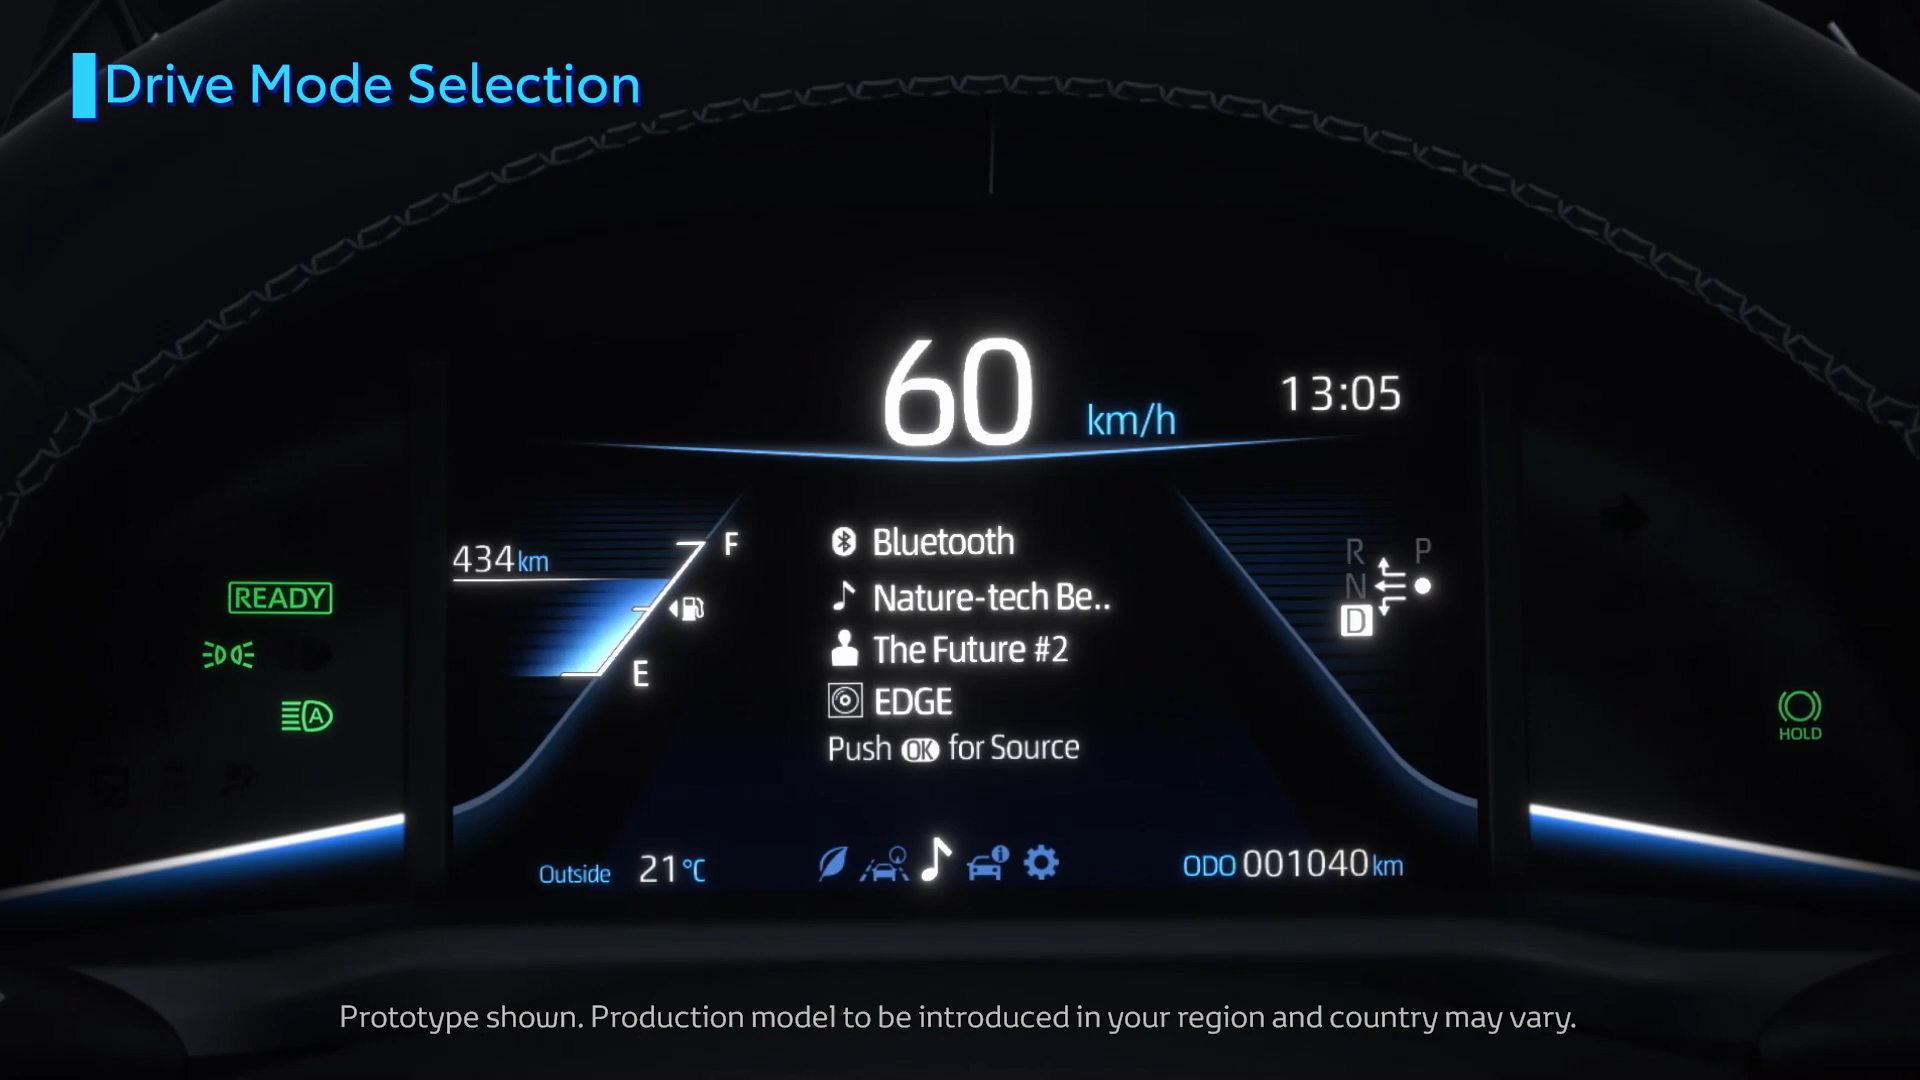 Drive Mode Selection
60 km/h
13:05
434km
F
E
READY
A
Bluetooth
Nature-tech Be..
The Future #2
EDGE
Push OK for Source
R P
N
D
HOLD
Outside 21°C
ODO 001040 km
Prototype shown. Production model to be introduced in your region and country may vary.